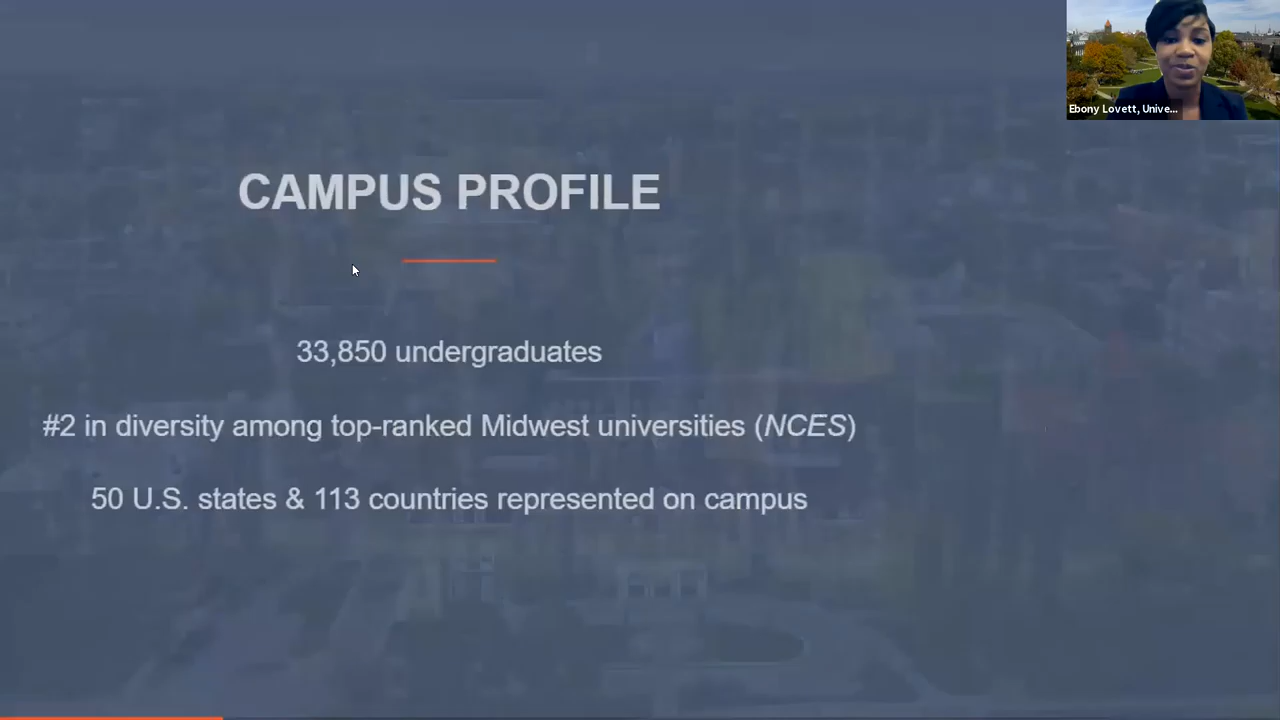 Ebony Lovett, Unive...
CAMPUS PROFILE
33,850 undergraduates
#2 in diversity among top-ranked Midwest universities (NCES)
50 U.S. states & 113 countries represented on campus